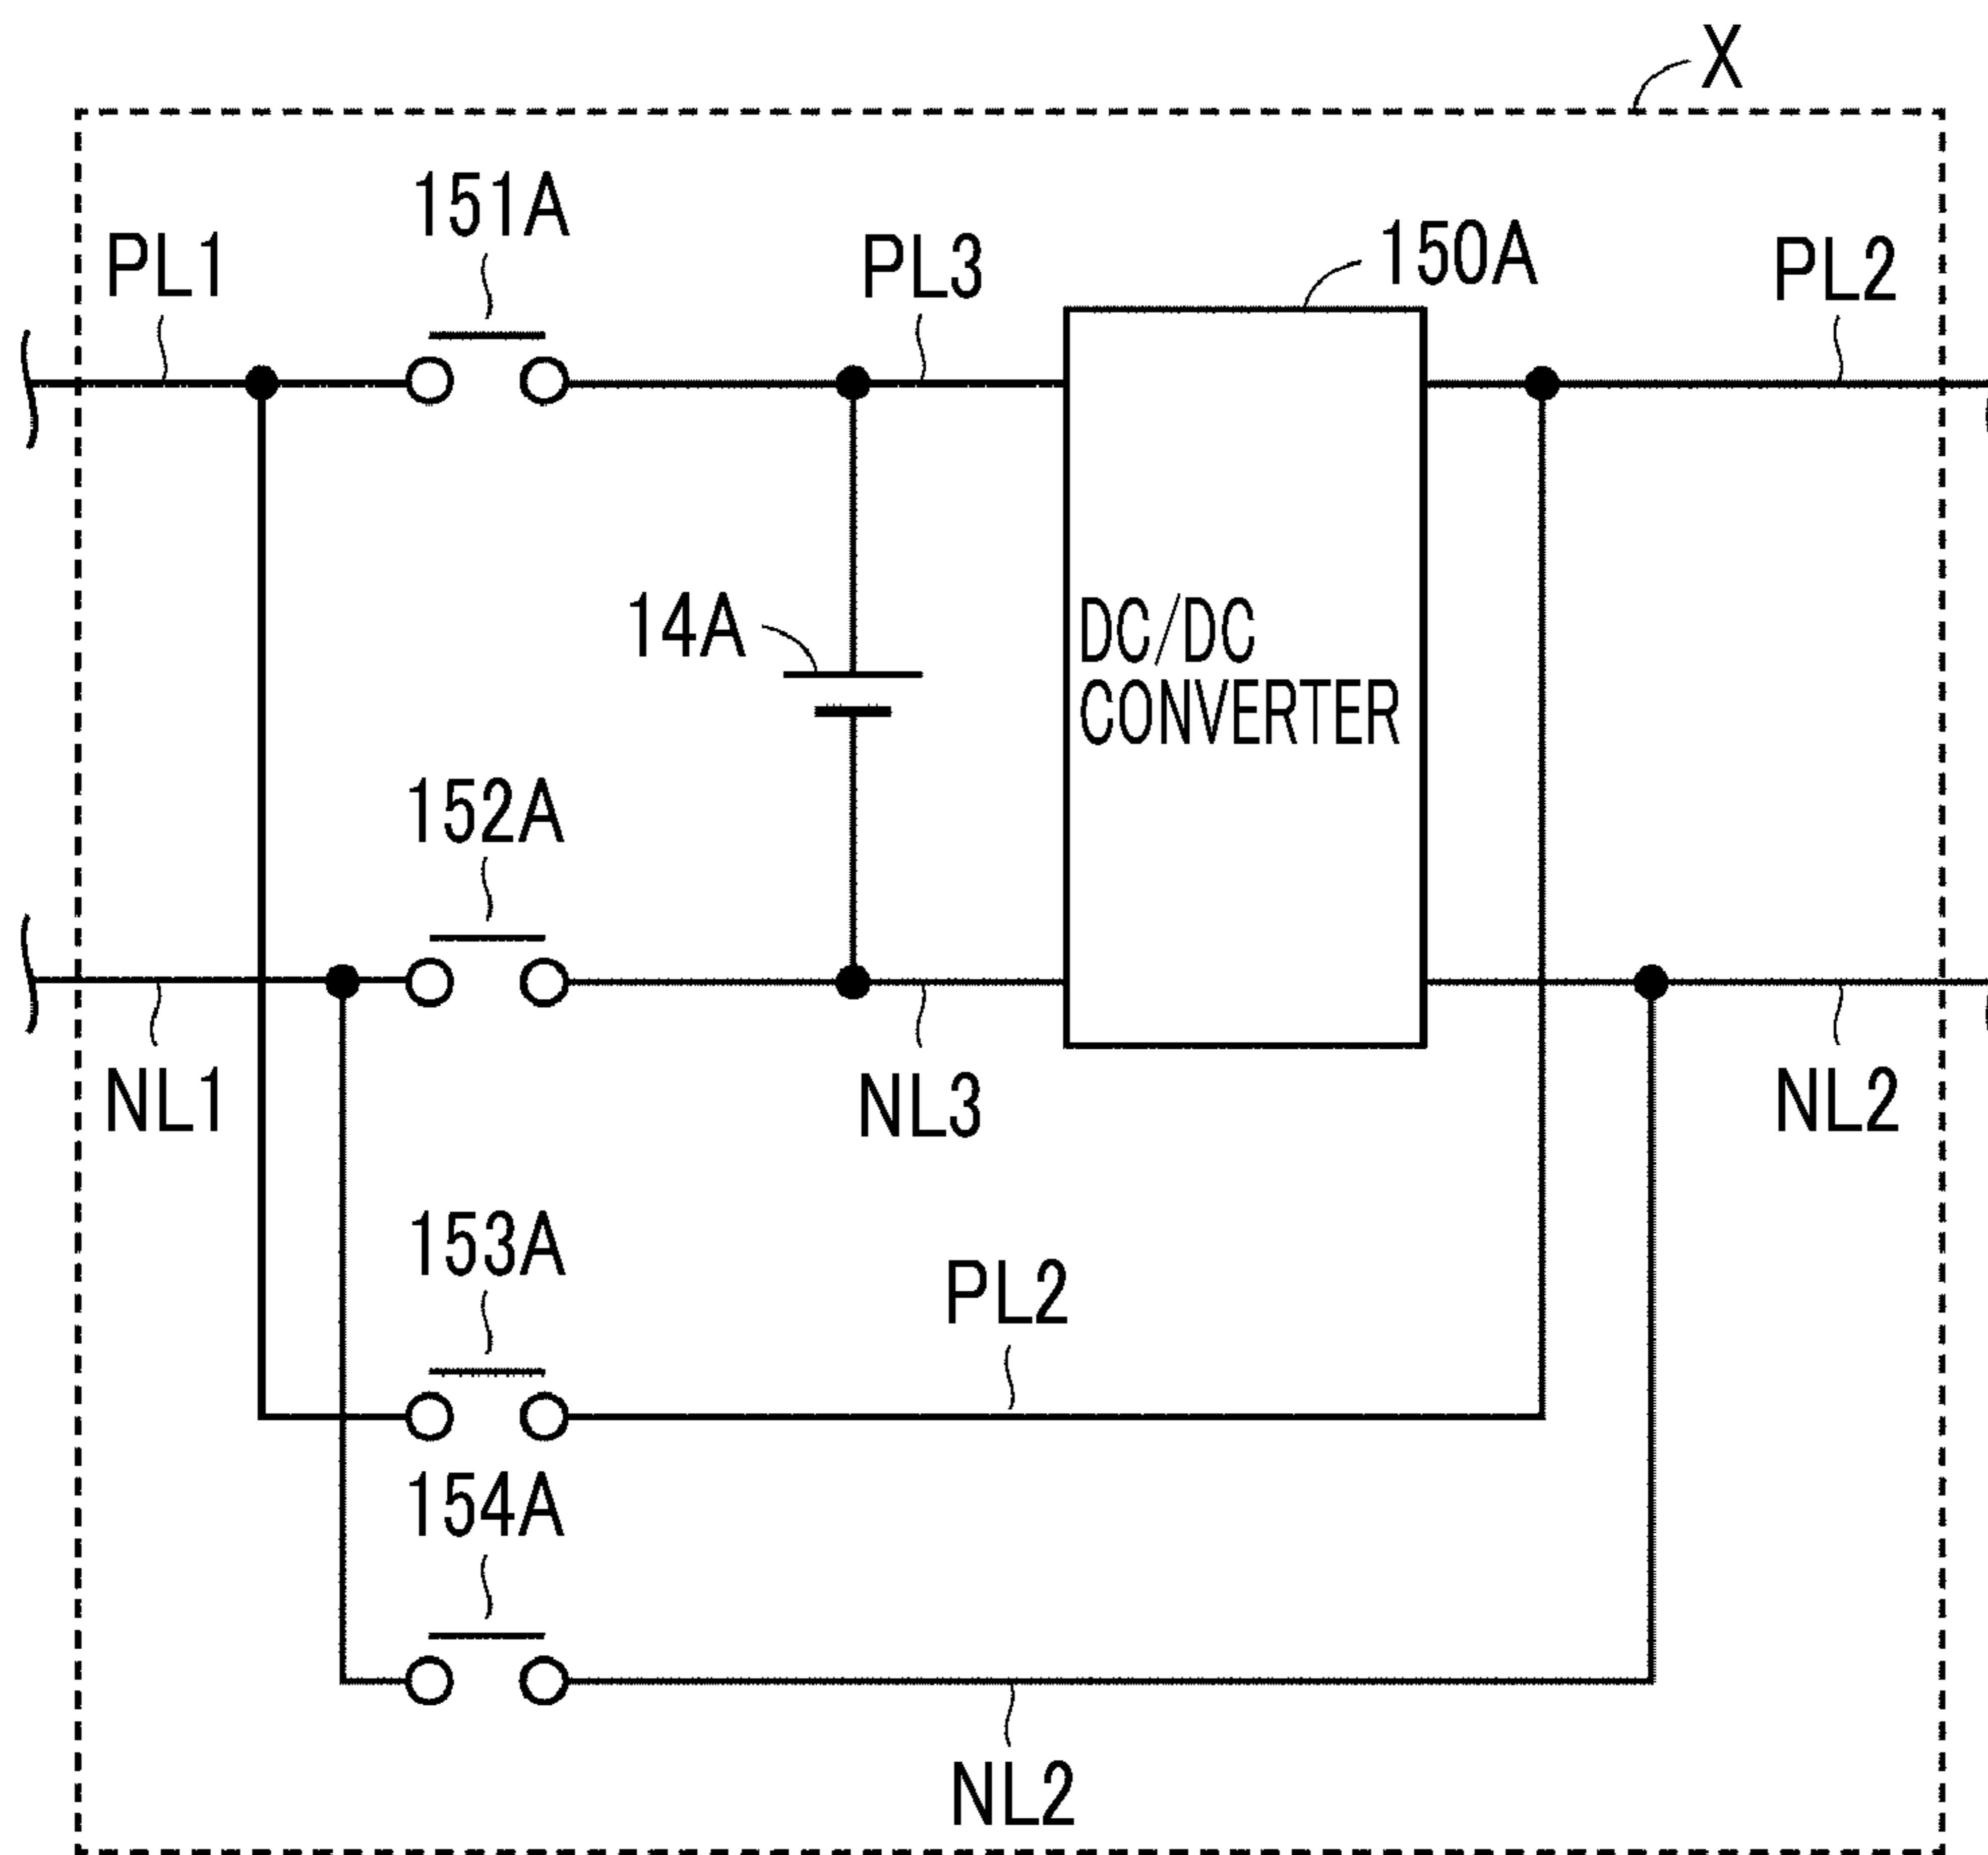 X
151A
PL1
PL3
150A
PL2
14A
DC/DC
CONVERTER
152A
NL1
NL3
NL2
153A
PL2
154A
NL2